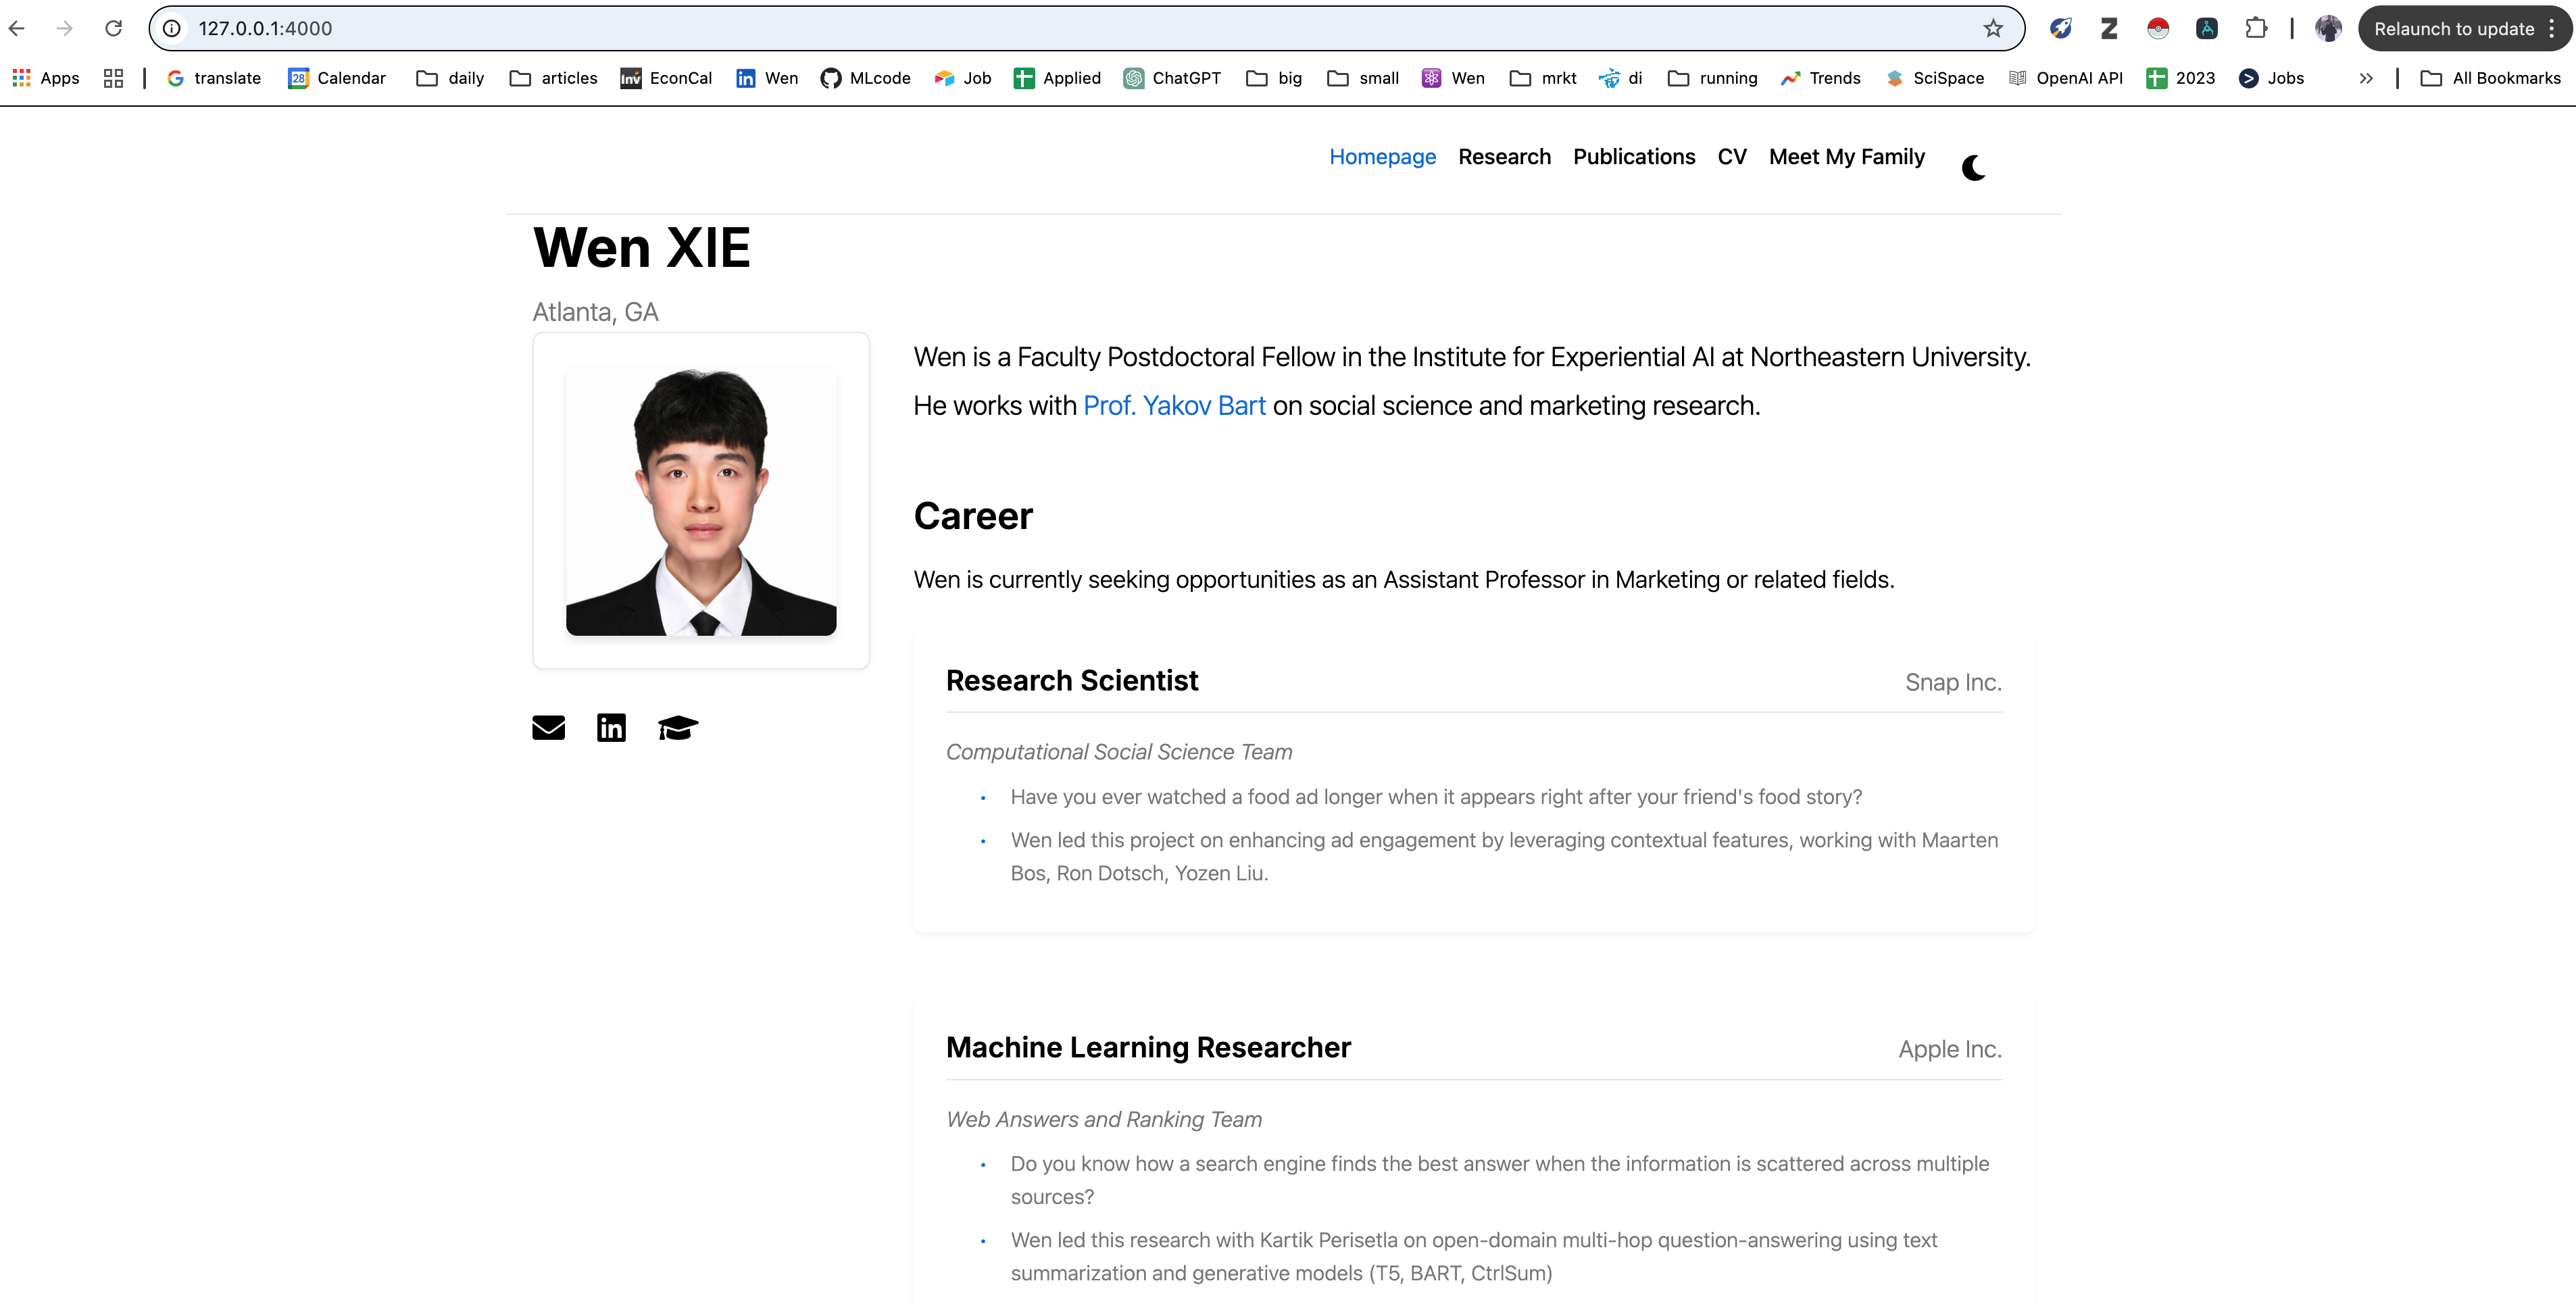 127.0.0.1:4000
Relaunch to update
Apps translate 28 Calendar daily articles Inv EconCal in Wen MLcode Job Applied ChatGPT big small Wen mrkt di running Trends SciSpace OpenAI API 2023 Jobs » All Bookmarks
Homepage Research Publications CV Meet My Family
Wen XIE
Atlanta, GA
Wen is a Faculty Postdoctoral Fellow in the Institute for Experiential AI at Northeastern University.
He works with Prof. Yakov Bart on social science and marketing research.
Career
Wen is currently seeking opportunities as an Assistant Professor in Marketing or related fields.
Research Scientist Snap Inc.
in
Computational Social Science Team
• Have you ever watched a food ad longer when it appears right after your friend's food story?
• Wen led this project on enhancing ad engagement by leveraging contextual features, working with Maarten
Bos, Ron Dotsch, Yozen Liu.
Machine Learning Researcher Apple Inc.
Web Answers and Ranking Team
• Do you know how a search engine finds the best answer when the information is scattered across multiple
sources?
• Wen led this research with Kartik Perisetla on open-domain multi-hop question-answering using text
summarization and generative models (T5, BART, CtrlSum)